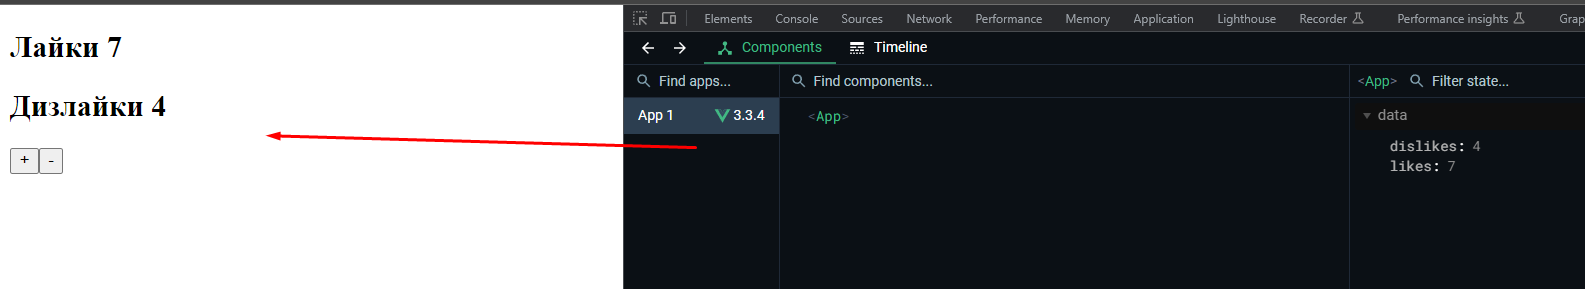 Лайки 7
Дизлайки 4
+ -
Elements Console Sources Network Performance Memory Application Lighthouse Recorder Performance insights Grap
Components Timeline
Find apps... Find components... <App> Filter state...
App 1 3.3.4 <App> data
dislikes: 4
likes: 7